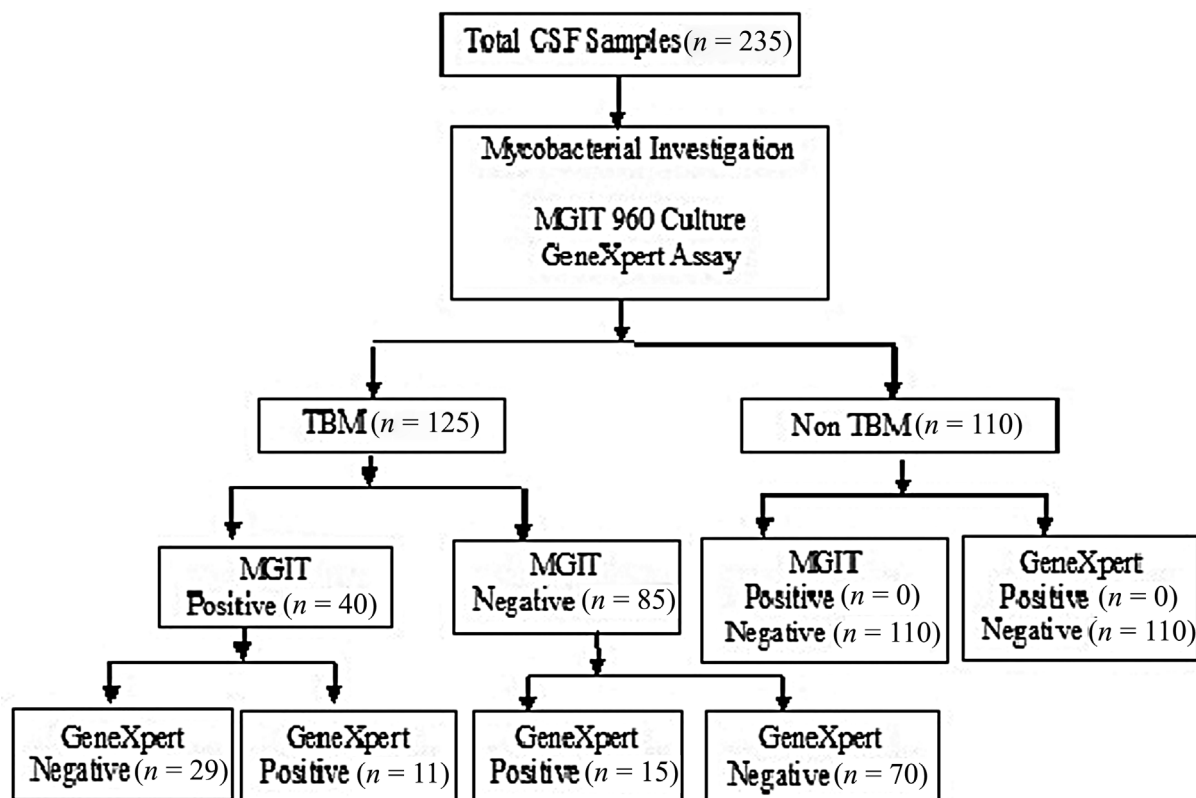 Total CSF Samples (n = 235)
Mycobacterial Investigation
MGIT 960 Culture
GeneXpert Assay
TBM (n = 125)
Non TBM (n = 110)
MGIT
Positive (n = 40)
MGIT
Negative (n = 85)
MGIT
Positive (n = 0)
Negative (n = 110)
GeneXpert
Positive (n = 0)
Negative (n = 110)
GeneXpert
Negative (n = 29)
GeneXpert
Positive (n = 11)
GeneXpert
Positive (n = 15)
GeneXpert
Negative (n = 70)